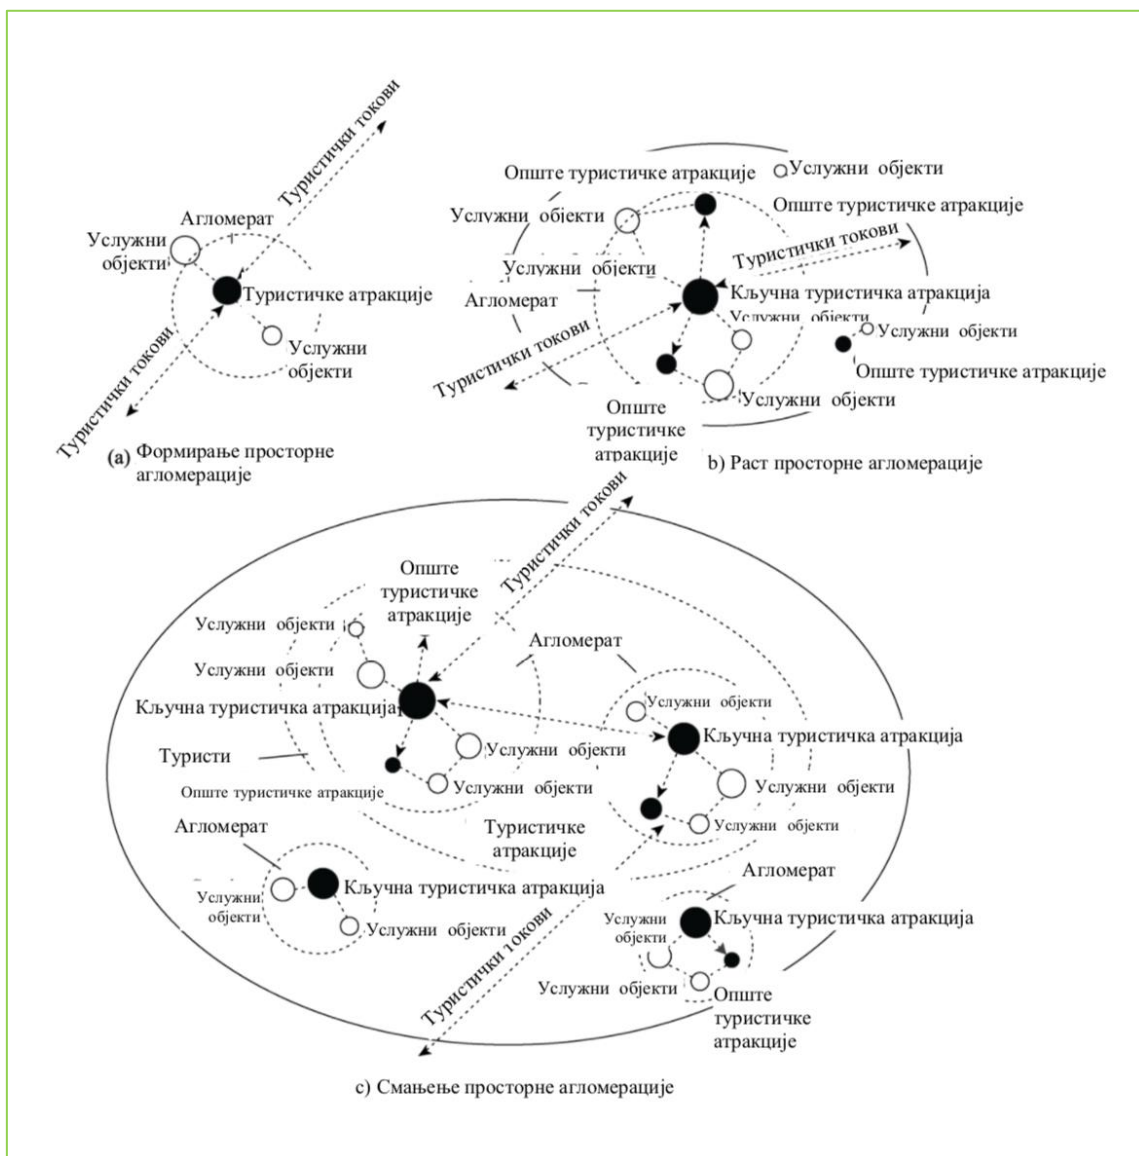 Туристички токови
Агломерат
Услужни
објекти
Туристичке атракције
Услужни
објекти
Туристички токови
(a) Формирање просторне
агломерације
Опште туристичке атракције
Услужни објекти
Услужни објекти
Опште туристичке атракције
Туристички токови
Услужни објекти
Агломерат
Кључна туристичка атракција
Услужни објекти
Услужни објекти
Туристички токови
Опште туристичке атракције
Услужни објекти
Опште
туристичке
атракције
b) Раст просторне агломерације
Туристички токови
Опште
туристичке
атракције
Услужни објекти
Агломерат
Услужни објекти
Услужни објекти
Кључна туристичка атракција
Кључна туристичка атракција
Туристи
Услужни објекти
Опште туристичке атракције
Услужни објекти
Услужни објекти
Агломерат
Туристичке
атракције
Услужни објекти
Агломерат
Кључна туристичка атракција
Услужни
објекти
Услужни објекти
Туристички токови
Услужни
објекти
Кључна туристичка атракција
Услужни објекти
Опште
туристичке
атракције
c) Смањење просторне агломерације